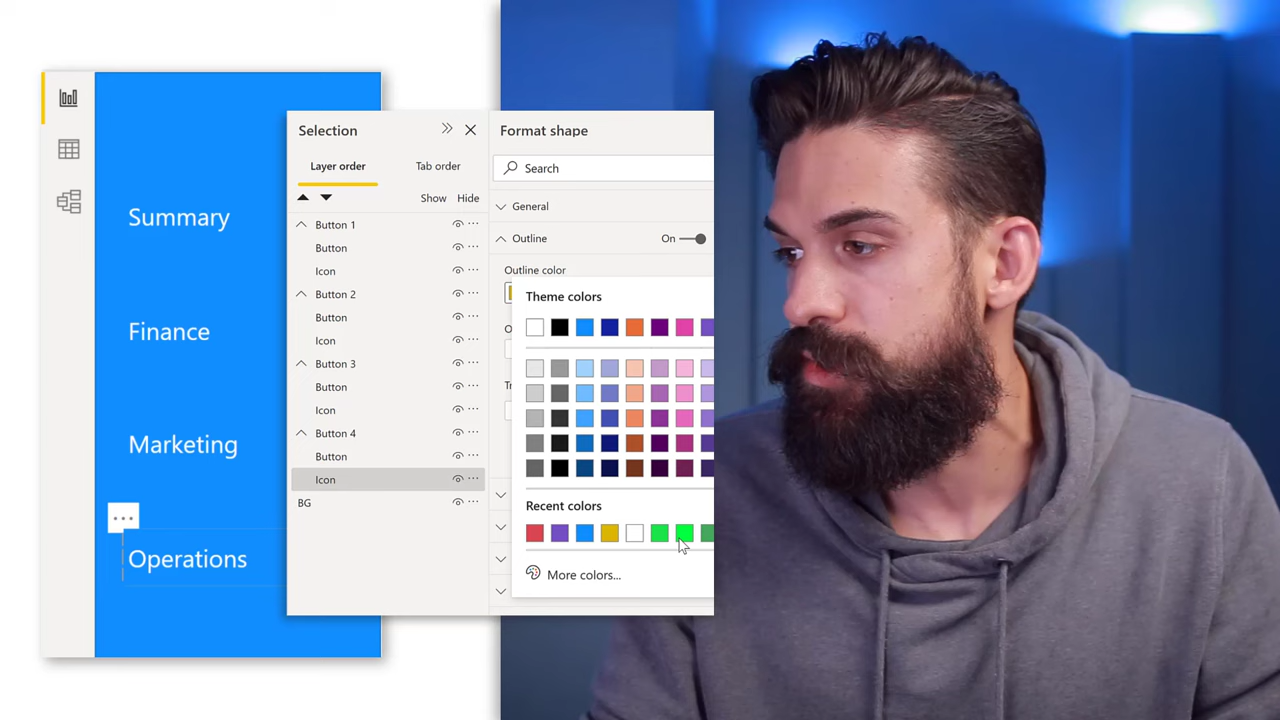 Summary
Finance
Marketing
Operations
Selection
Layer order
Tab order
Show
Hide
Button 1
Button
Icon
Button 2
Button
Icon
Button 3
Button
Icon
Button 4
Button
Icon
BG
Format shape
Search
General
Outline
On
Outline color
O
Tr
Theme colors
Recent colors
More colors...